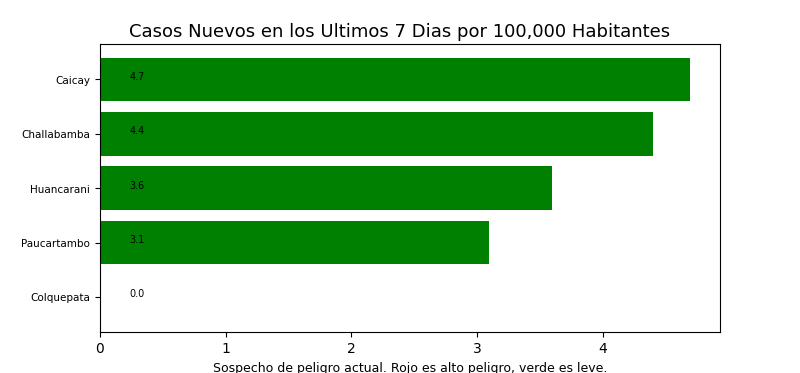 Casos Nuevos en los Ultimos 7 Dias por 100,000 Habitantes
Caicay 4.7
Challabamba 4.4
Huancarani 3.6
Paucartambo 3.1
Colquepata 0.0
0 1 2 3 4
Sospecho de peligro actual. Rojo es alto peligro, verde es leve.